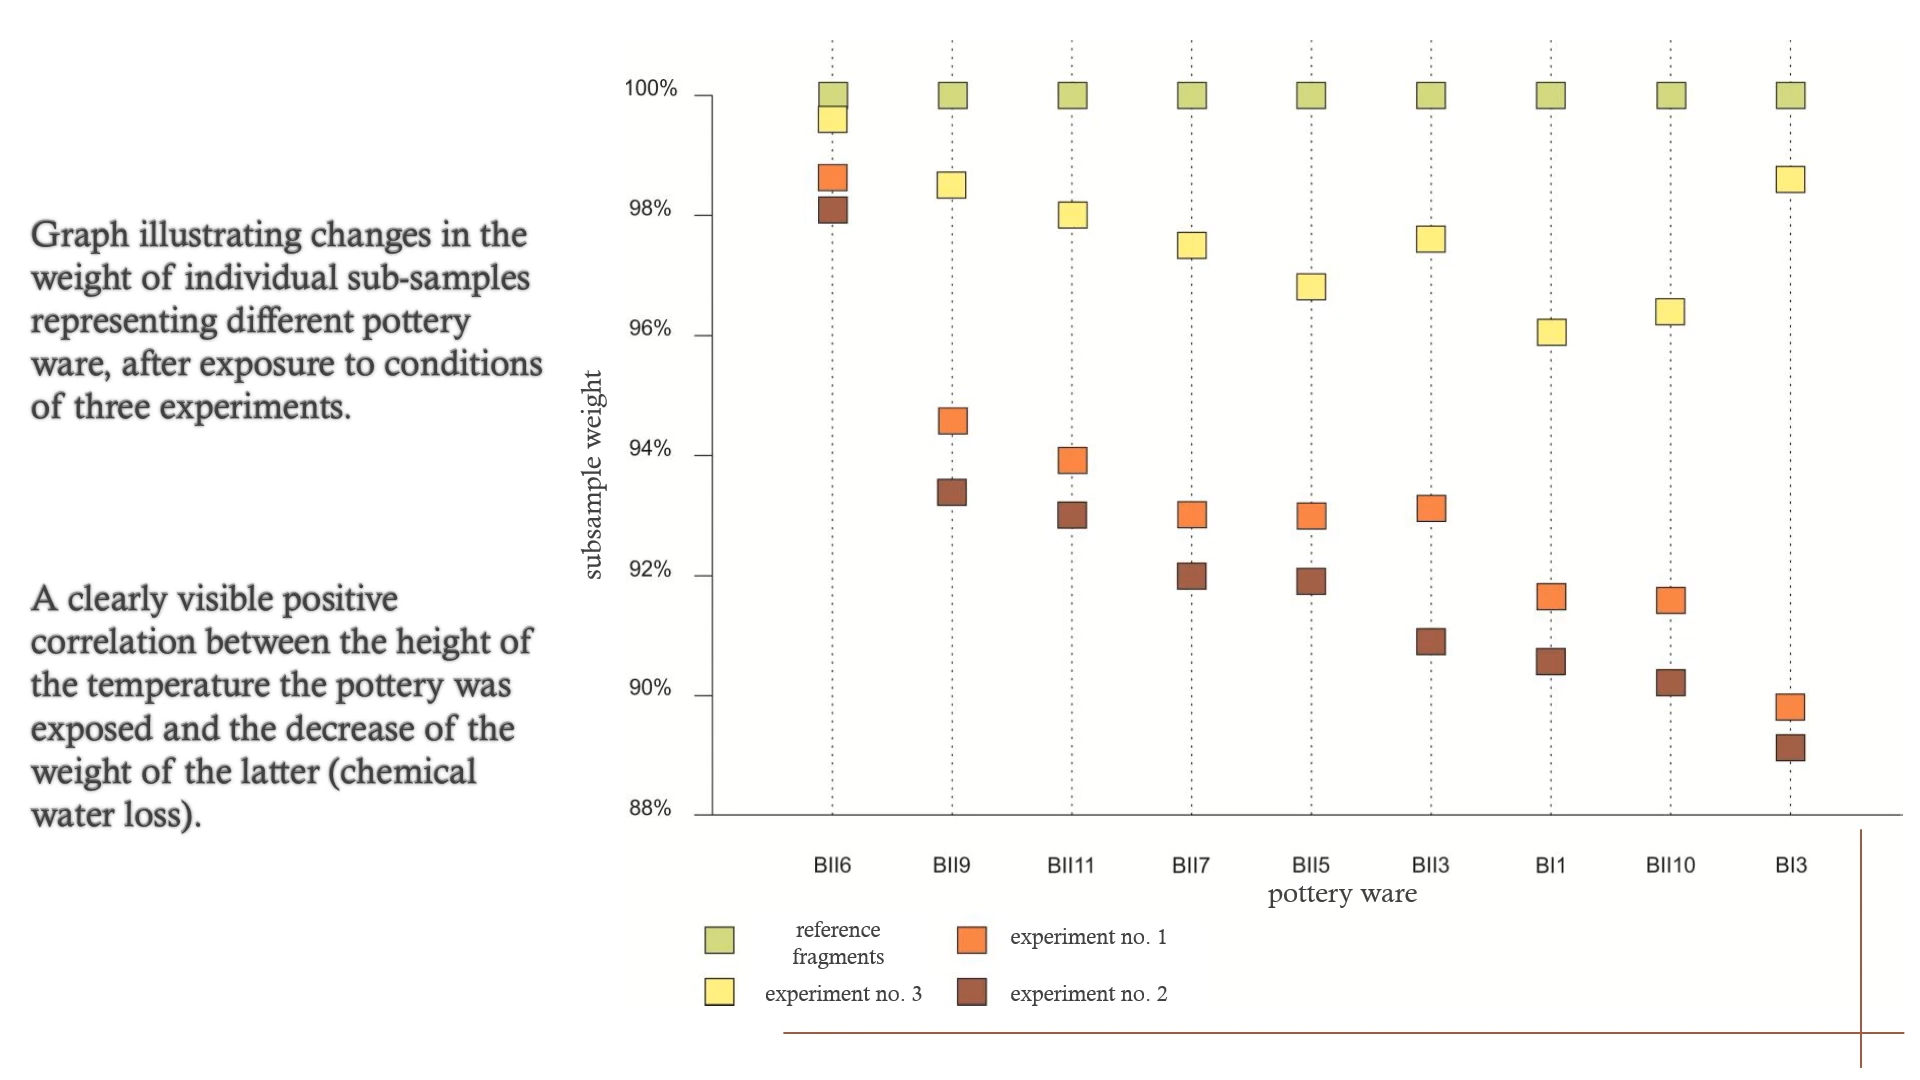 Graph illustrating changes in the
weight of individual sub-samples
representing different pottery
ware, after exposure to conditions
of three experiments.
A clearly visible positive
correlation between the height of
the temperature the pottery was
exposed and the decrease of the
weight of the latter (chemical
water loss).
subsample weight
100%
98%
96%
94%
92%
90%
88%
BII6 BII9 BII11 BII7 BII5 BII3 BI1 BII10 BI3
pottery ware
reference
fragments
experiment no. 1
experiment no. 3
experiment no. 2